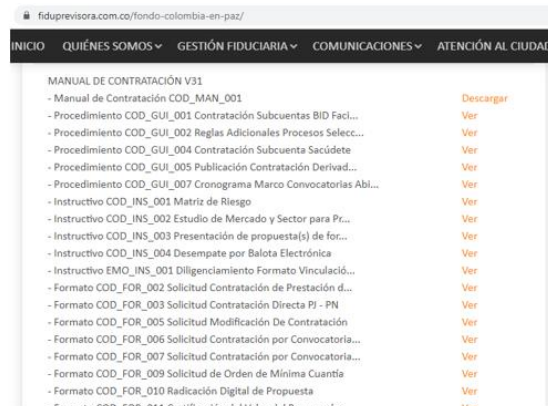 fiduprevisora.com.co/fondo-colombia-en-paz/
INICIO QUIÉNES SOMOS GESTIÓN FIDUCIARIA COMUNICACIONES ATENCIÓN AL CIUDAD
MANUAL DE CONTRATACIÓN V31
- Manual de Contratación COD_MAN_001 Descargar
- Procedimiento COD_GUI_001 Contratación Subcuentas BID Faci... Ver
- Procedimiento COD_GUI_002 Reglas Adicionales Procesos Selecc... Ver
- Procedimiento COD_GUI_004 Contratación Subcuenta Sacúdete Ver
- Procedimiento COD_GUI_005 Publicación Contratación Derivad... Ver
- Procedimiento COD_GUI_007 Cronograma Marco Convocatorias Abi... Ver
- Instructivo COD_INS_001 Matriz de Riesgo Ver
- Instructivo COD_INS_002 Estudio de Mercado y Sector para Pr... Ver
- Instructivo COD_INS_003 Presentación de propuesta(s) de for... Ver
- Instructivo COD_INS_004 Desempate por Balota Electrónica Ver
- Instructivo EMO_INS_001 Diligenciamiento Formato Vinculació... Ver
- Formato COD_FOR_002 Solicitud Contratación de Prestación d... Ver
- Formato COD_FOR_003 Solicitud Contratación Directa PJ - PN Ver
- Formato COD_FOR_005 Solicitud Modificación De Contratación Ver
- Formato COD_FOR_006 Solicitud Contratación por Convocatoria... Ver
- Formato COD_FOR_007 Solicitud Contratación por Convocatoria... Ver
- Formato COD_FOR_009 Solicitud de Orden de Mínima Cuantía Ver
- Formato COD_FOR_010 Radicación Digital de Propuesta Ver